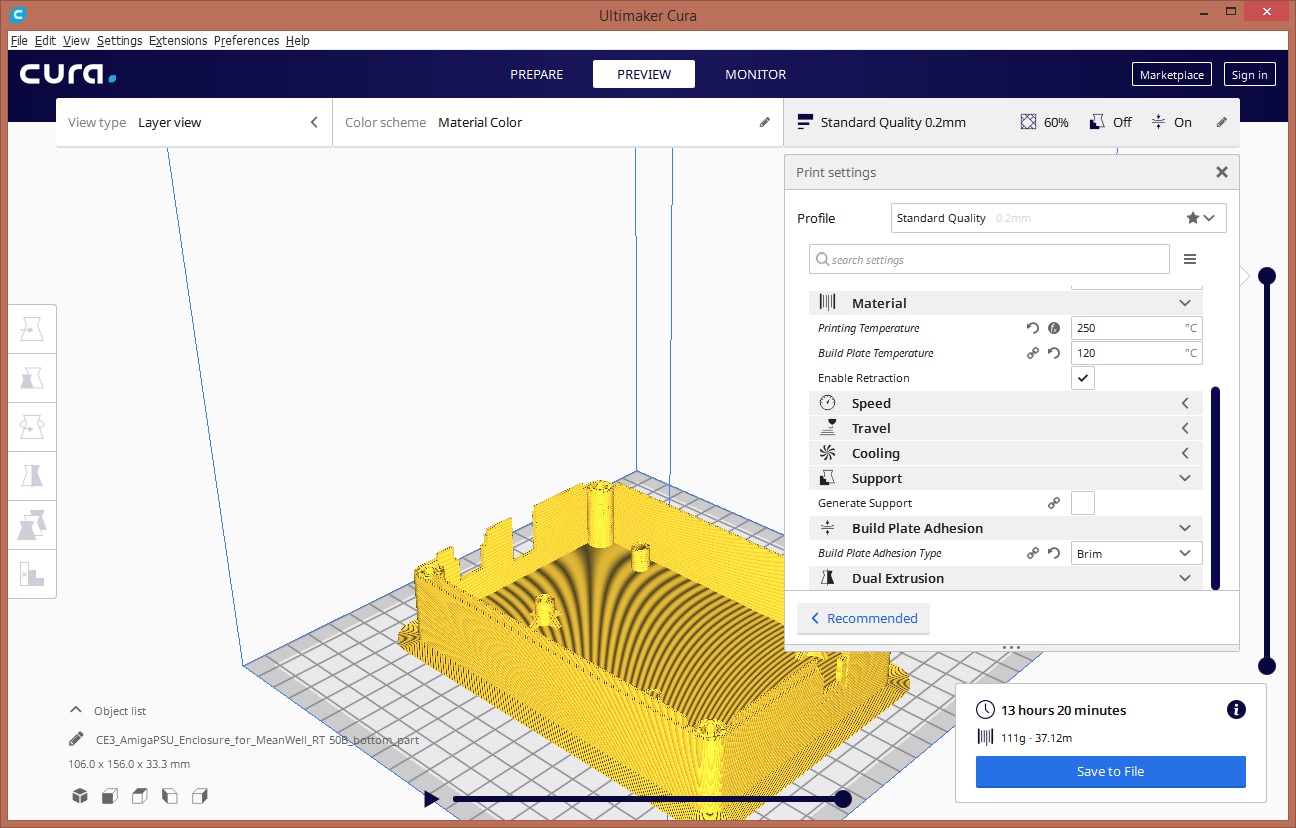 Ultimaker Cura
File Edit View Settings Extensions Preferences Help
cura.
PREPARE PREVIEW MONITOR
Marketplace Sign in
View type Layer view
Color scheme Material Color
Standard Quality 0.2mm 60% Off On
Print settings
Profile Standard Quality 0.2mm
search settings
Material
Printing Temperature 250 °C
Build Plate Temperature 120 °C
Enable Retraction
Speed
Travel
Cooling
Support
Generate Support
Build Plate Adhesion
Build Plate Adhesion Type Brim
Dual Extrusion
Recommended
Object list
CE3_AmigaPSU_Enclosure_for_MeanWell_RT 50B_bottom_part
106.0 x 156.0 x 33.3 mm
13 hours 20 minutes
111g · 37.12m
Save to File